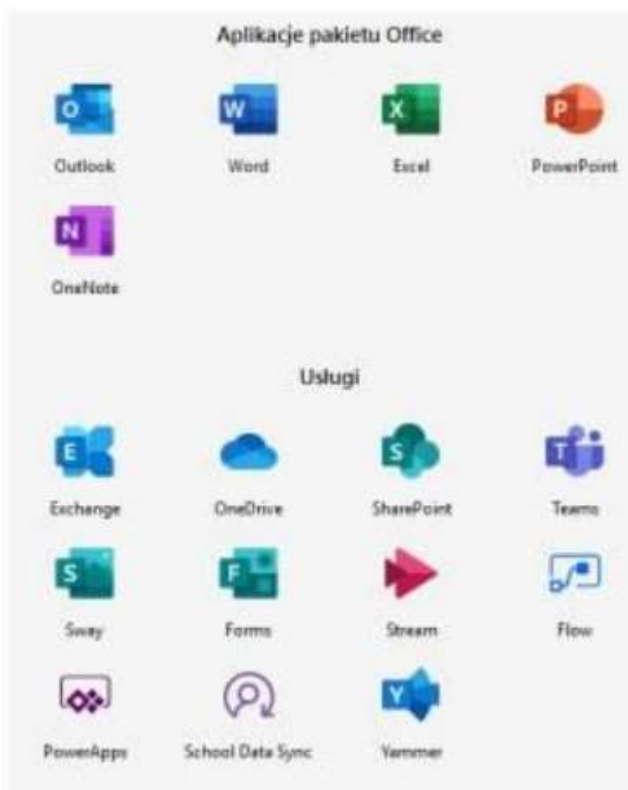 Aplikacje pakietu Office
O W X P
Outlook Word Excel PowerPoint
N
OneNote
Usługi
E S T
Exchange OneDrive SharePoint Teams
S F
Sway Forms Stream Flow
Y
PowerApps School Data Sync Yammer